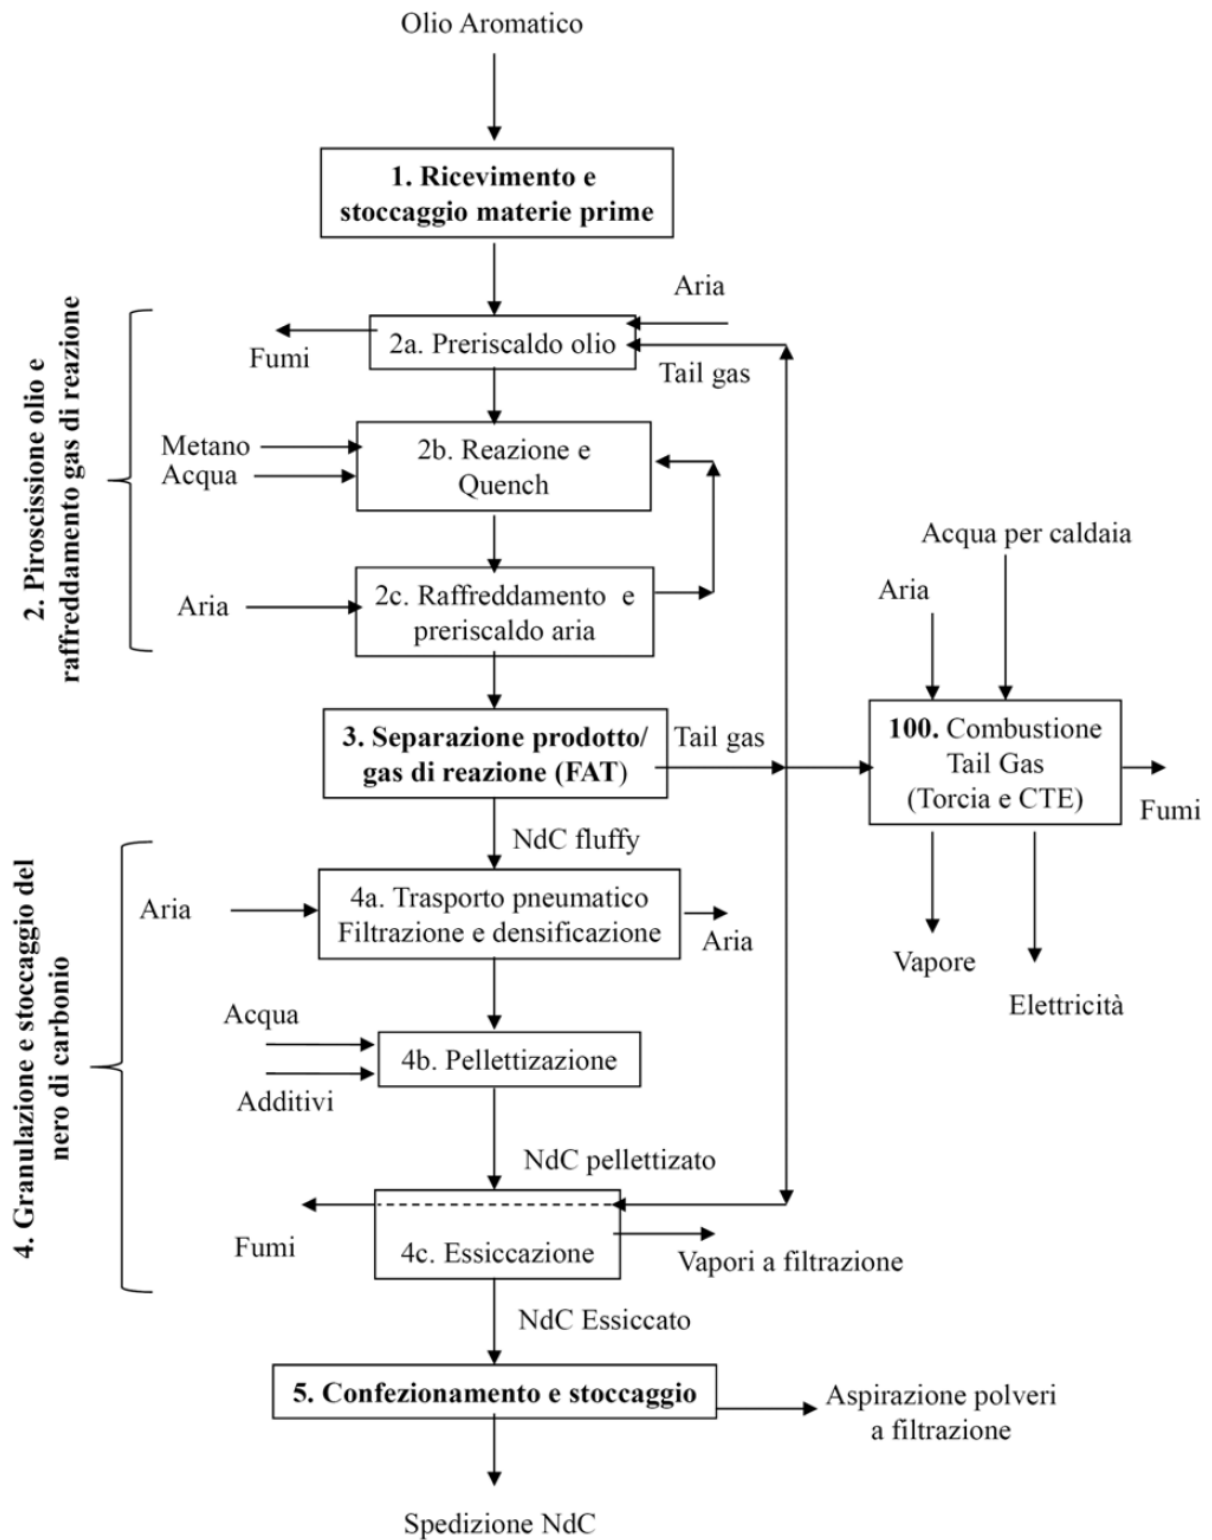 Olio Aromatico
1. Ricevimento e
stoccaggio materie prime
2. Piroscissione olio e
raffreddamento gas di reazione
Aria
2a. Preriscaldo olio
Fumi
Tail gas
Metano
Acqua
2b. Reazione e
Quench
Aria
2c. Raffreddamento e
preriscaldo aria
Acqua per caldaia
Aria
3. Separazione prodotto/
gas di reazione (FAT)
Tail gas
100. Combustione
Tail Gas
(Torcia e CTE)
Fumi
Vapore
Elettricità
NdC fluffy
4. Granulazione e stoccaggio del
nero di carbonio
Aria
4a. Trasporto pneumatico
Filtrazione e densificazione
Aria
Acqua
Additivi
4b. Pellettizazione
NdC pellettizato
Fumi
4c. Essiccazione
Vapori a filtrazione
NdC Essiccato
5. Confezionamento e stoccaggio
Aspirazione polveri
a filtrazione
Spedizione NdC